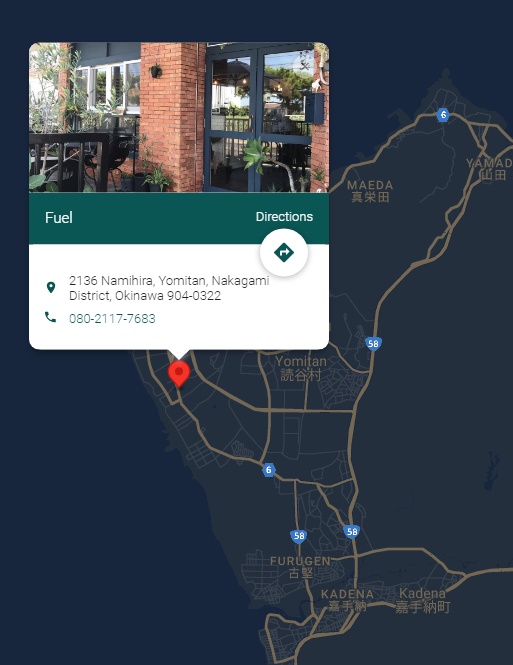 6
YAMAD
山田
MAEDA
真栄田
Fuel
Directions
2136 Namihira, Yomitan, Nakagami
District, Okinawa 904-0322
080-2117-7683
58
Yomitan
読谷村
6
58
58
FURUGEN
古堅
KADENA
嘉手納
Kadena
嘉手納町